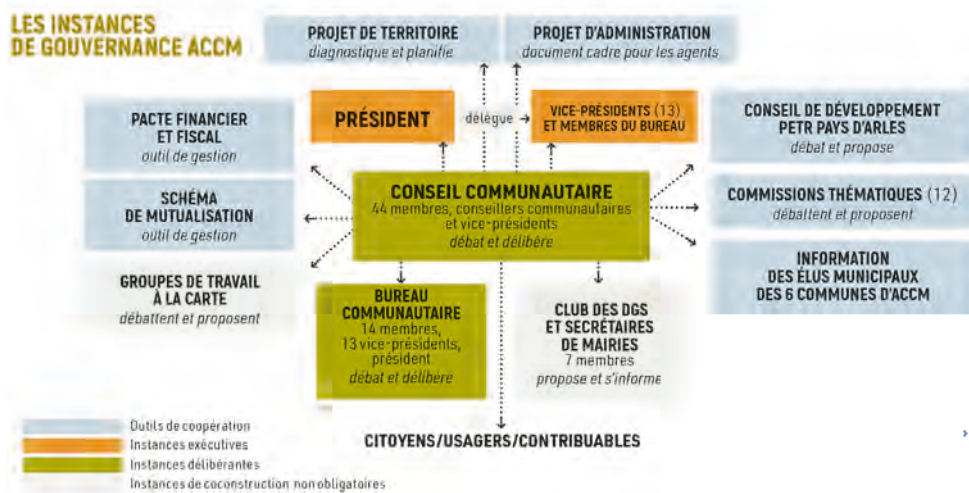 LES INSTANCES
DE GOUVERNANCE ACCM
PROJET DE TERRITOIRE
diagnostique et planifie
PROJET D'ADMINISTRATION
document cadre pour les agents
PACTE FINANCIER
ET FISCAL
outil de gestion
PRÉSIDENT
délègue
VICE-PRÉSIDENTS (13)
ET MEMBRES DU BUREAU
CONSEIL DE DÉVELOPPEMENT
PETR PAYS D'ARLES
débat et propose
SCHÉMA
DE MUTUALISATION
outil de gestion
CONSEIL COMMUNAUTAIRE
44 membres, conseillers communautaires
et vice-présidents
débat et délibère
COMMISSIONS THÉMATIQUES (12)
débattent et proposent
GROUPES DE TRAVAIL
À LA CARTE
débattent et proposent
BUREAU
COMMUNAUTAIRE
14 membres,
13 vice-présidents,
président
débat et délibère
CLUB DES DGS
ET SECRÉTAIRES
DE MAIRIES
7 membres
propose et s'informe
INFORMATION
DES ÉLUS MUNICIPAUX
DES 6 COMMUNES D'ACCM
CITOYENS/USAGERS/CONTRIBUABLES
Outils de coopération
Instances exécutives
Instances délibérantes
Instances de coconstruction non obligatoires